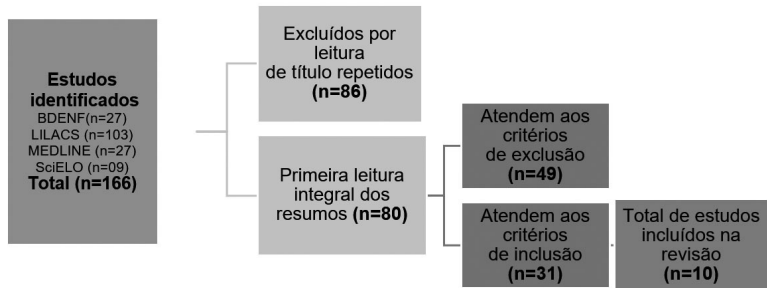 Estudos
identificados
BDENF(n=27)
LILACS (n=103)
MEDLINE (n=27)
SciELO (n=09)
Total (n=166)
Excluídos por
leitura
de título repetidos
(n=86)
Primeira leitura
integral dos
resumos (n=80)
Atendem aos
critérios
de exclusão
(n=49)
Atendem aos
critérios
de inclusão
(n=31)
Total de estudos
incluídos na
revisão
(n=10)